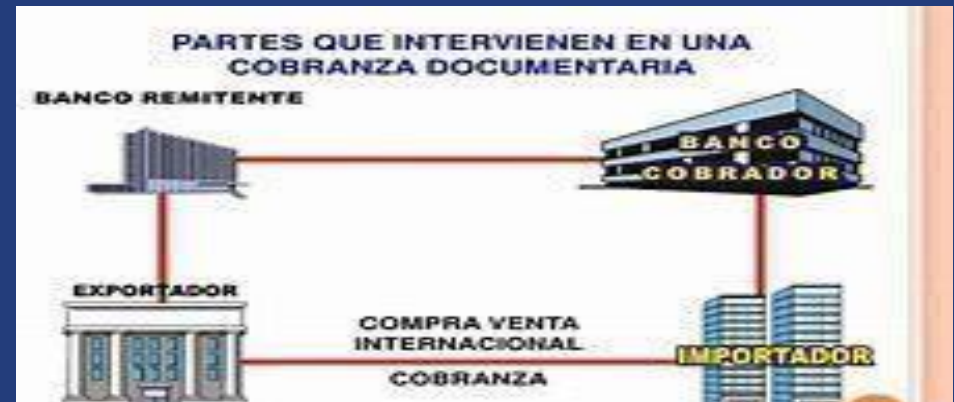 PARTES QUE INTERVIENEN EN UNA
COBRANZA DOCUMENTARIA
BANCO REMITENTE
BANCO
COBRADOR
EXPORTADOR
COMPRA VENTA
INTERNACIONAL
IMPORTADOR
COBRANZA